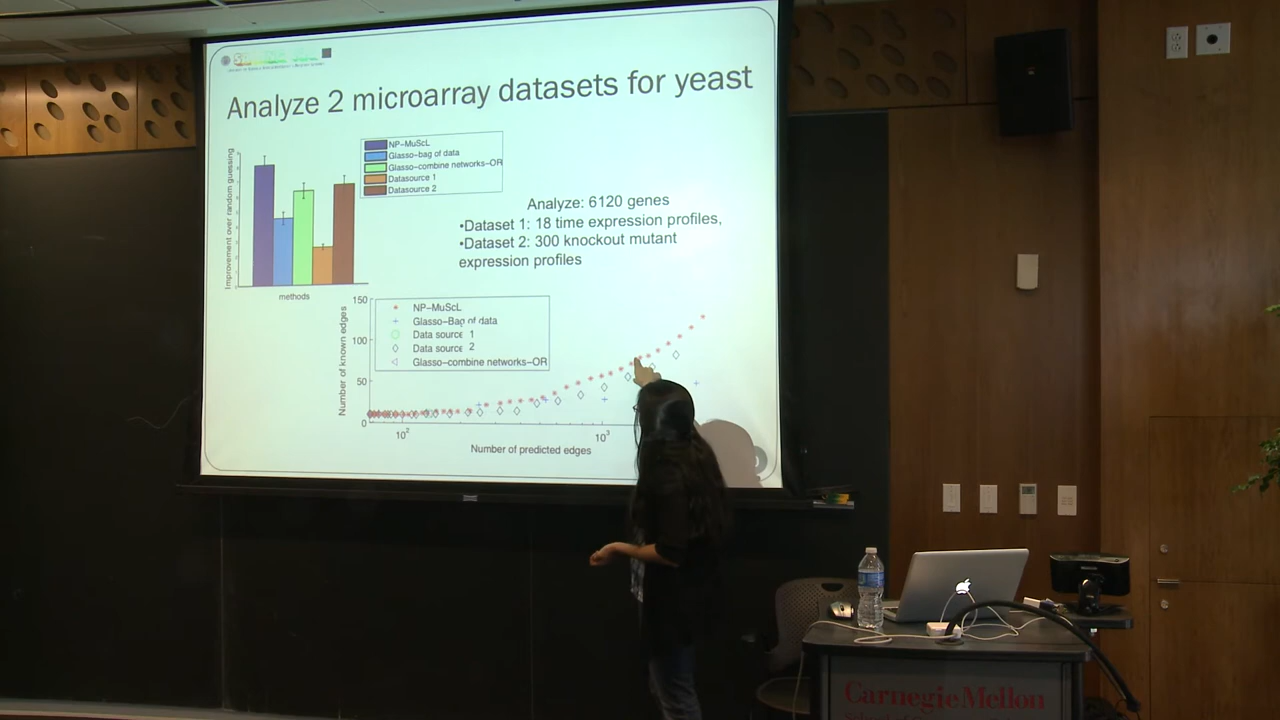 Analyze 2 microarray datasets for yeast
Improvement over random guessing
methods
NP-MuScL
Glasso-bag of data
Glasso-combine networks-OR
Datasource 1
Datasource 2
Analyze: 6120 genes
•Dataset 1: 18 time expression profiles,
•Dataset 2: 300 knockout mutant
expression profiles
Number of known edges
150
100
50
0
NP-MuScL
Glasso-Bag of data
Data source 1
Data source 2
Glasso-combine networks-OR
10²
10³
Number of predicted edges
Carnegie Mellon